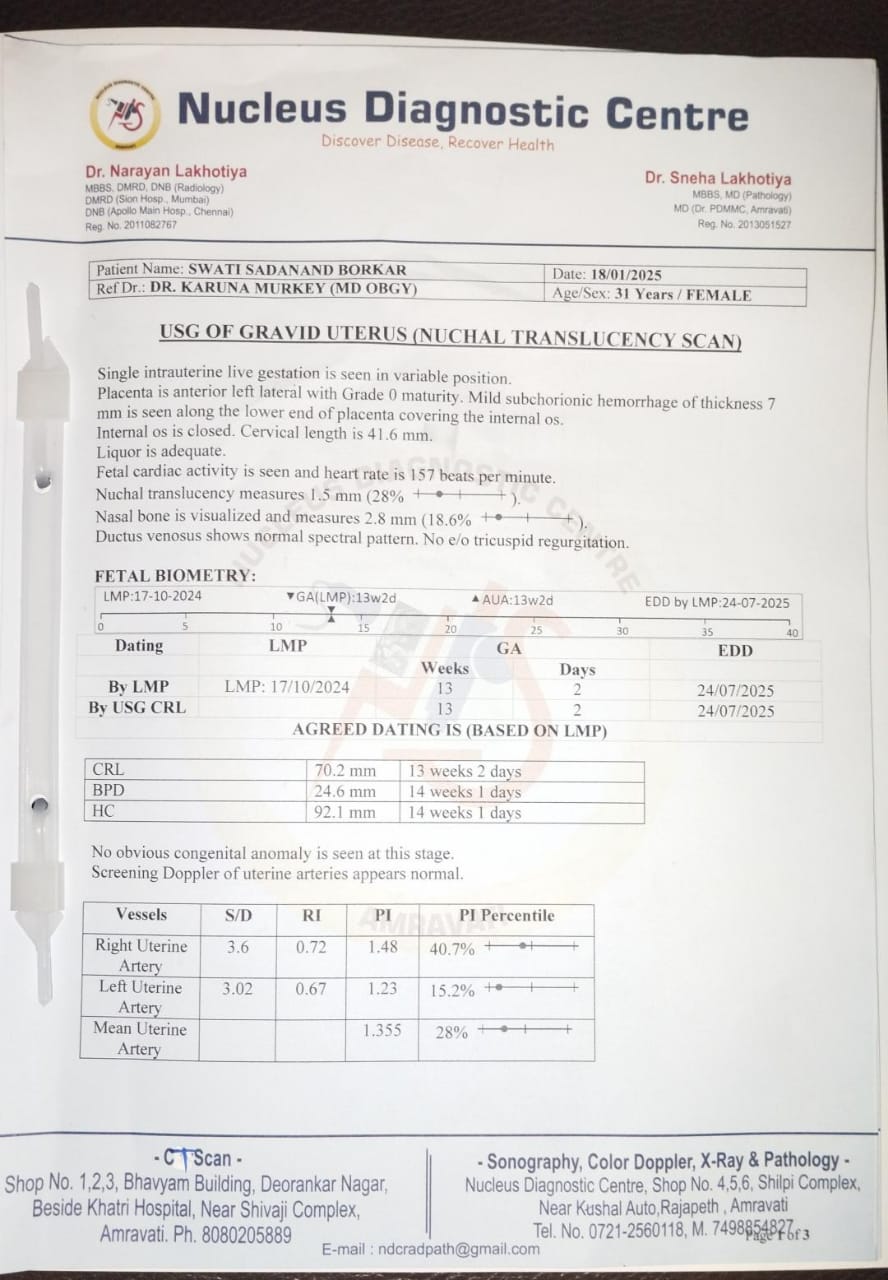 Nucleus Diagnostic Centre
Discover Disease, Recover Health
Dr. Narayan Lakhotiya
MBBS, DMRD, DNB (Radiology)
DMRD (Sion Hosp., Mumbai)
DNB (Apollo Main Hosp., Chennai)
Reg. No. 2011082767
Dr. Sneha Lakhotiya
MBBS, MD (Pathology)
MD (Dr. PDMMC, Amravati)
Reg. No. 2013051527
Patient Name: SWATI SADANAND BORKAR Date: 18/01/2025
Ref Dr.: DR. KARUNA MURKEY (MD OBGY) Age/Sex: 31 Years / FEMALE
USG OF GRAVID UTERUS (NUCHAL TRANSLUCENCY SCAN)
Single intrauterine live gestation is seen in variable position.
Placenta is anterior left lateral with Grade 0 maturity. Mild subchorionic hemorrhage of thickness 7
mm is seen along the lower end of placenta covering the internal os.
Internal os is closed. Cervical length is 41.6 mm.
Liquor is adequate.
Fetal cardiac activity is seen and heart rate is 157 beats per minute.
Nuchal translucency measures 1.5 mm (28% ).
Nasal bone is visualized and measures 2.8 mm (18.6% ).
Ductus venosus shows normal spectral pattern. No e/o tricuspid regurgitation.
FETAL BIOMETRY:
LMP:17-10-2024 ▼GA(LMP):13w2d ▲AUA:13w2d EDD by LMP:24-07-2025
0 5 10 15 20 25 30 35 40
Dating LMP GA EDD
Weeks Days
By LMP LMP: 17/10/2024 13 2 24/07/2025
By USG CRL 13 2 24/07/2025
AGREED DATING IS (BASED ON LMP)
CRL 70.2 mm 13 weeks 2 days
BPD 24.6 mm 14 weeks 1 days
HC 92.1 mm 14 weeks 1 days
No obvious congenital anomaly is seen at this stage.
Screening Doppler of uterine arteries appears normal.
Vessels S/D RI PI PI Percentile
Right Uterine Artery 3.6 0.72 1.48 40.7%
Left Uterine Artery 3.02 0.67 1.23 15.2%
Mean Uterine Artery 1.355 28%
- CT Scan -
Shop No. 1,2,3, Bhavyam Building, Deorankar Nagar,
Beside Khatri Hospital, Near Shivaji Complex,
Amravati. Ph. 8080205889
- Sonography, Color Doppler, X-Ray & Pathology -
Nucleus Diagnostic Centre, Shop No. 4,5,6, Shilpi Complex,
Near Kushal Auto,Rajapeth , Amravati
Tel. No. 0721-2560118, M. 7498854827
Page 1 of 3
E-mail : ndcradpath@gmail.com
NUCLEUS DIAGNOSTIC CENTRE
AMRAVATI